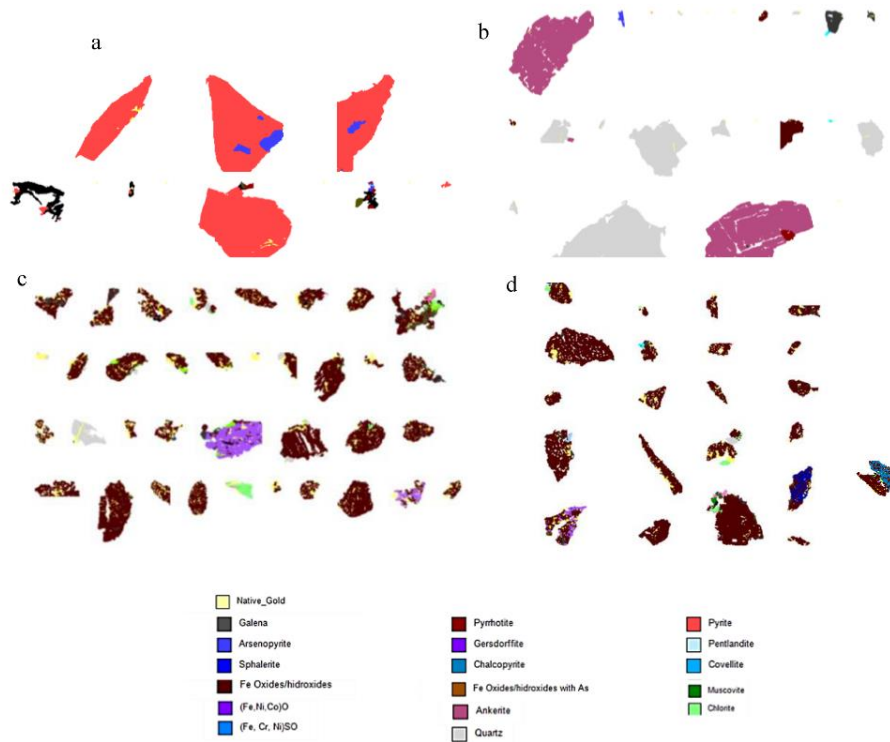 a
b
c
d
Native_Gold
Galena
Arsenopyrite
Sphalerite
Fe Oxides/hidroxides
(Fe,Ni,Co)O
(Fe, Cr, Ni)SO
Pyrrhotite
Gersdorffite
Chalcopyrite
Fe Oxides/hidroxides with As
Ankerite
Quartz
Pyrite
Pentlandite
Covellite
Muscovite
Chlorite